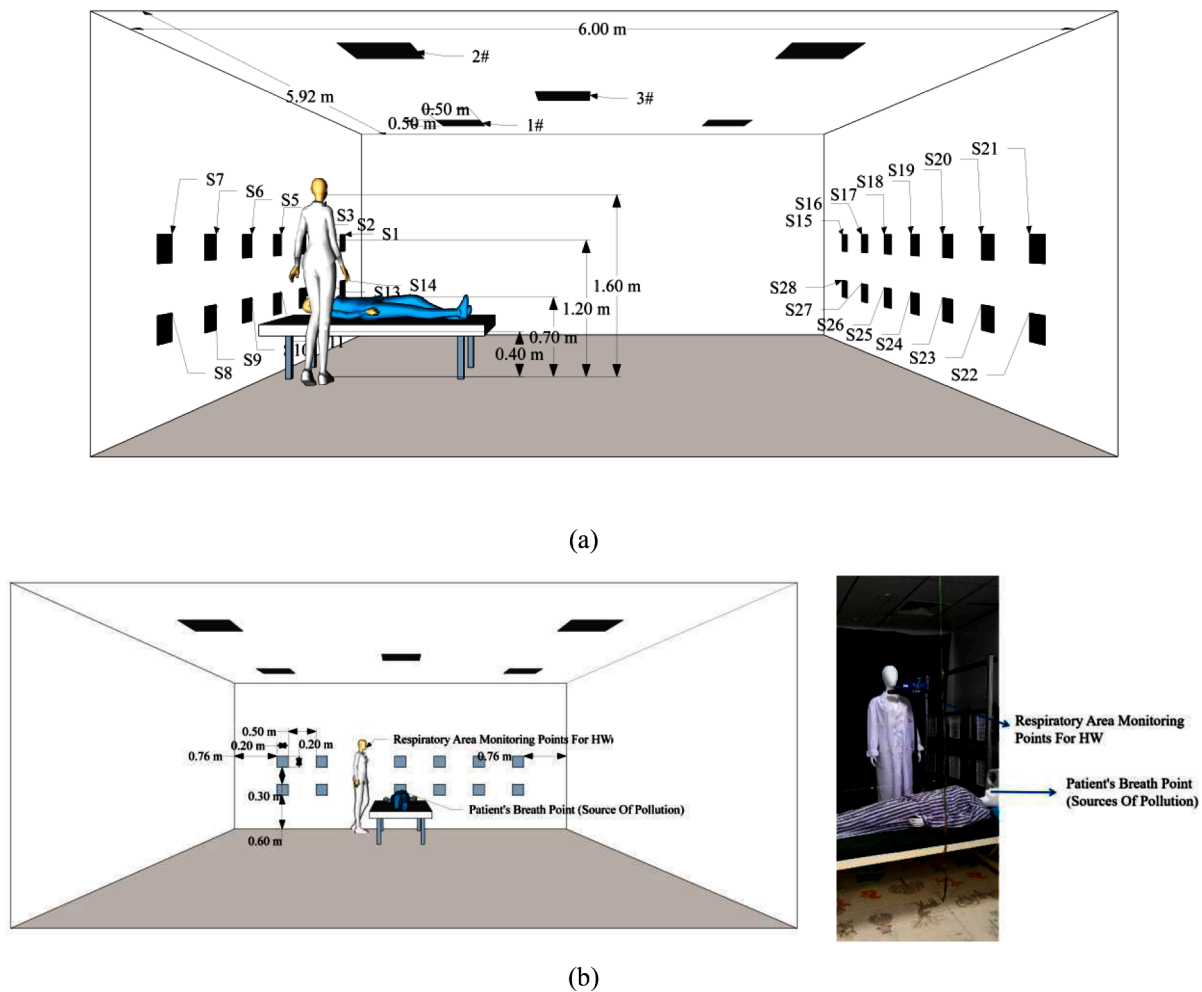 6.00 m
2#
5.92 m
3#
0.50 m
0.50 m
1#
S7
S6
S5
S3
S2
S1
S21
S20
S19
S18
S17
S16
S15
1.60 m
S14
S13
S28
1.20 m
S27
S26
0.70 m
S25
0.40 m
S24
S23
S22
S10
S9
S8
(a)
0.50 m
Respiratory Area Monitoring Points For HW
0.20 m
0.20 m
0.76 m
0.76 m
0.30 m
Patient's Breath Point (Source Of Pollution)
0.60 m
Respiratory Area Monitoring
Points For HW
Patient's Breath Point
(Sources Of Pollution)
(b)